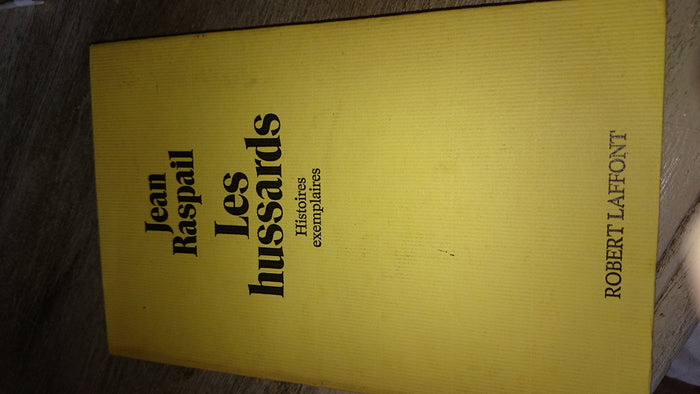 Jean
Raspail
Les
hussards
Histoires
exemplaires
ROBERT LAFFONT